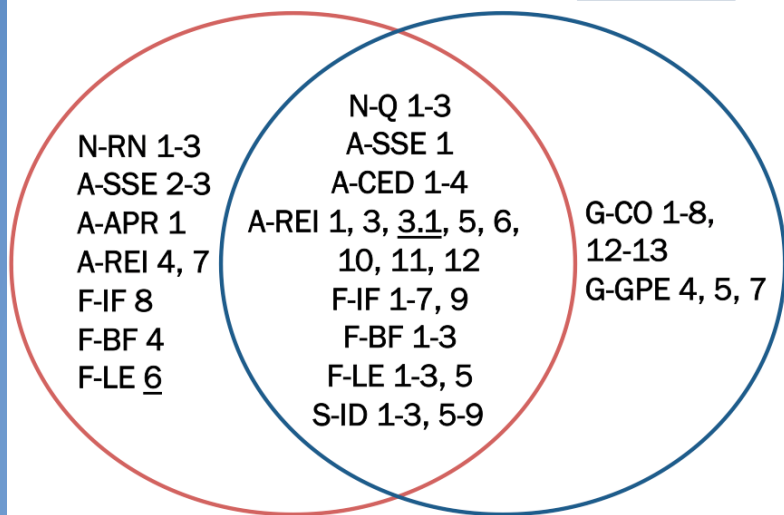 N-RN 1-3
A-SSE 2-3
A-APR 1
A-REI 4, 7
F-IF 8
F-BF 4
F-LE 6
N-Q 1-3
A-SSE 1
A-CED 1-4
A-REI 1, 3, 3.1, 5, 6,
10, 11, 12
F-IF 1-7, 9
F-BF 1-3
F-LE 1-3, 5
S-ID 1-3, 5-9
G-CO 1-8,
12-13
G-GPE 4, 5, 7